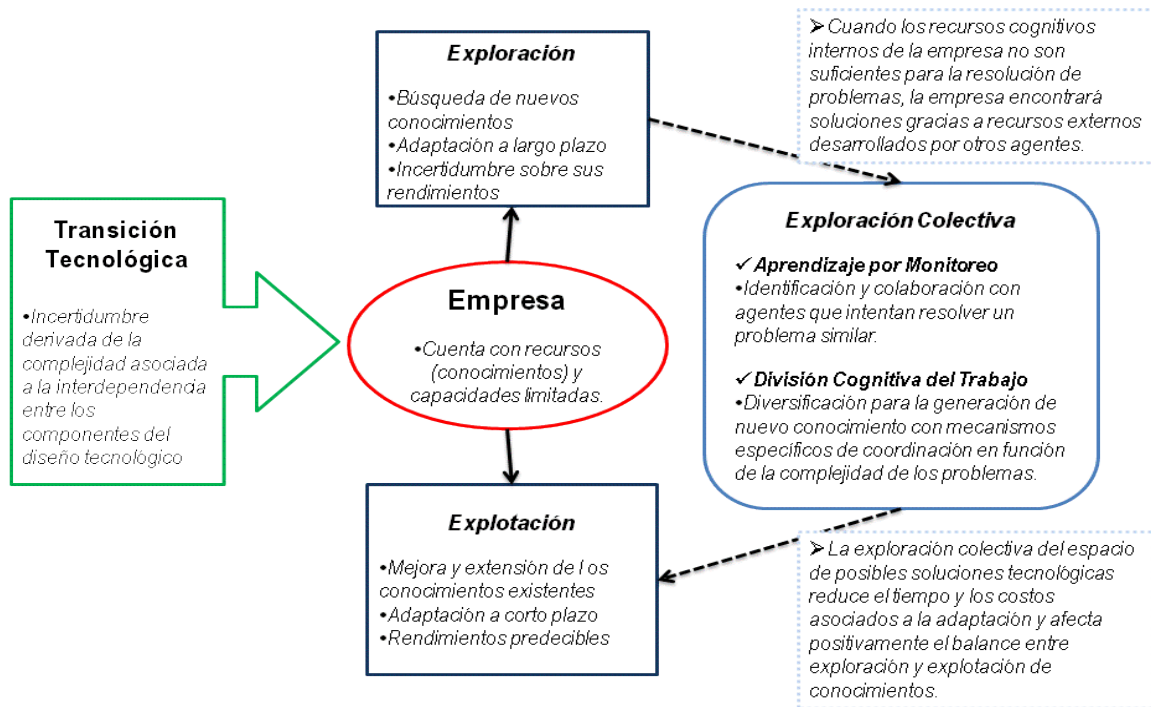 Transición
Tecnológica
•Incertidumbre
derivada de la
complejidad asociada
a la interdependencia
entre los
componentes del
diseño tecnológico
Exploración
•Búsqueda de nuevos
conocimientos
•Adaptación a largo plazo
•Incertidumbre sobre sus
rendimientos
Empresa
•Cuenta con recursos
(conocimientos) y
capacidades limitadas.
Explotación
•Mejora y extensión de l os
conocimientos existentes
•Adaptación a corto plazo
•Rendimientos predecibles
➢Cuando los recursos cognitivos
internos de la empresa no son
suficientes para la resolución de
problemas, la empresa encontrará
soluciones gracias a recursos externos
desarrollados por otros agentes.
Exploración Colectiva
✓Aprendizaje por Monitoreo
•Identificación y colaboración con
agentes que intentan resolver un
problema similar.
✓División Cognitiva del Trabajo
•Diversificación para la generación de
nuevo conocimiento con mecanismos
específicos de coordinación en función
de la complejidad de los problemas.
➢La exploración colectiva del espacio
de posibles soluciones tecnológicas
reduce el tiempo y los costos
asociados a la adaptación y afecta
positivamente el balance entre
exploración y explotación de
conocimientos.